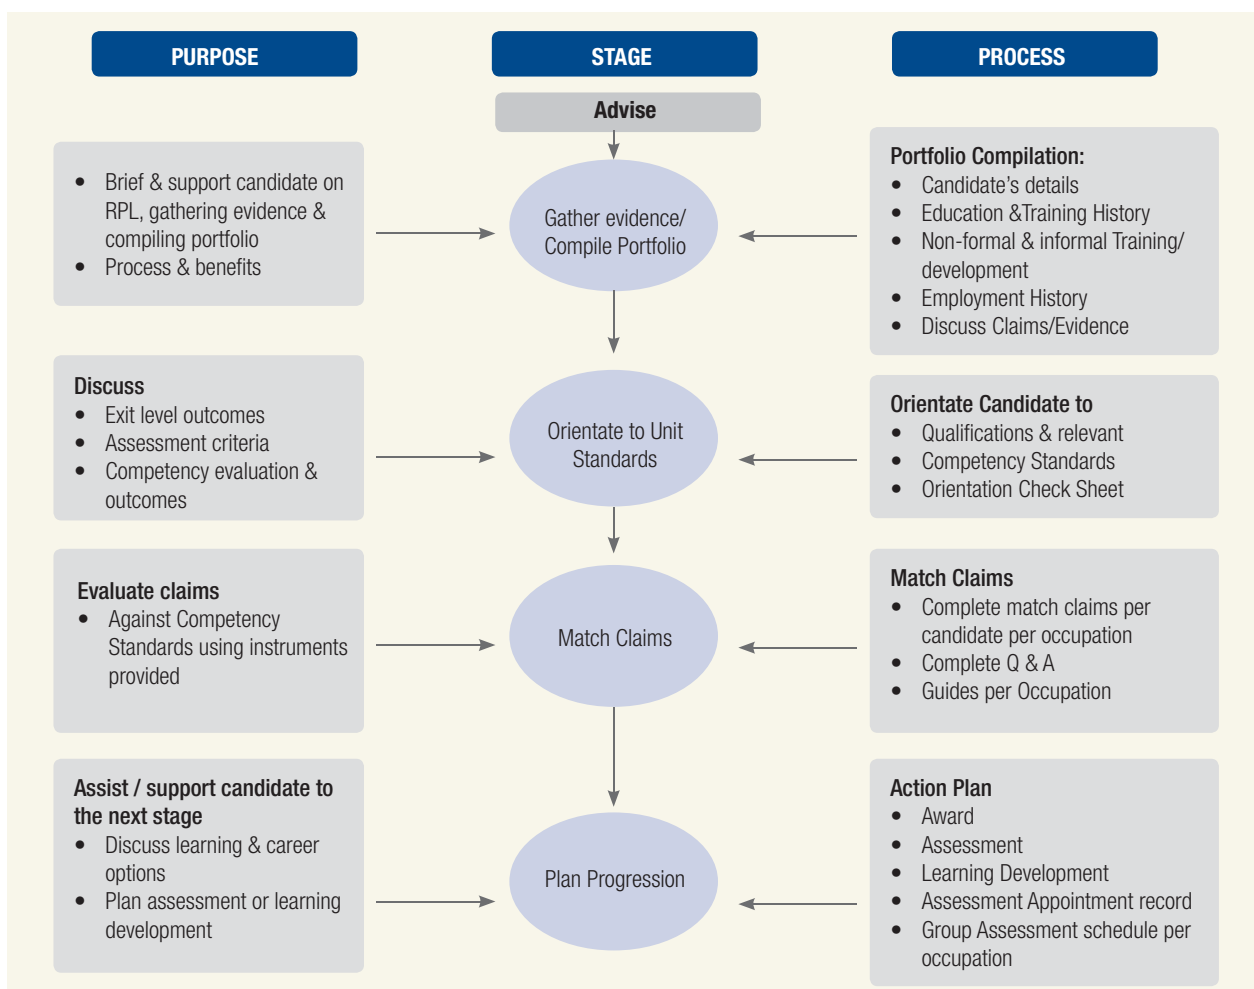 PURPOSE
STAGE
PROCESS
Advise
• Brief & support candidate on
RPL, gathering evidence &
compiling portfolio
• Process & benefits
Gather evidence/
Compile Portfolio
Portfolio Compilation:
• Candidate's details
• Education &Training History
• Non-formal & informal Training/
development
• Employment History
• Discuss Claims/Evidence
Discuss
• Exit level outcomes
• Assessment criteria
• Competency evaluation &
outcomes
Orientate to Unit
Standards
Orientate Candidate to
• Qualifications & relevant
• Competency Standards
• Orientation Check Sheet
Evaluate claims
• Against Competency
Standards using instruments
provided
Match Claims
Match Claims
• Complete match claims per
candidate per occupation
• Complete Q & A
• Guides per Occupation
Assist / support candidate to
the next stage
• Discuss learning & career
options
• Plan assessment or learning
development
Plan Progression
Action Plan
• Award
• Assessment
• Learning Development
• Assessment Appointment record
• Group Assessment schedule per
occupation